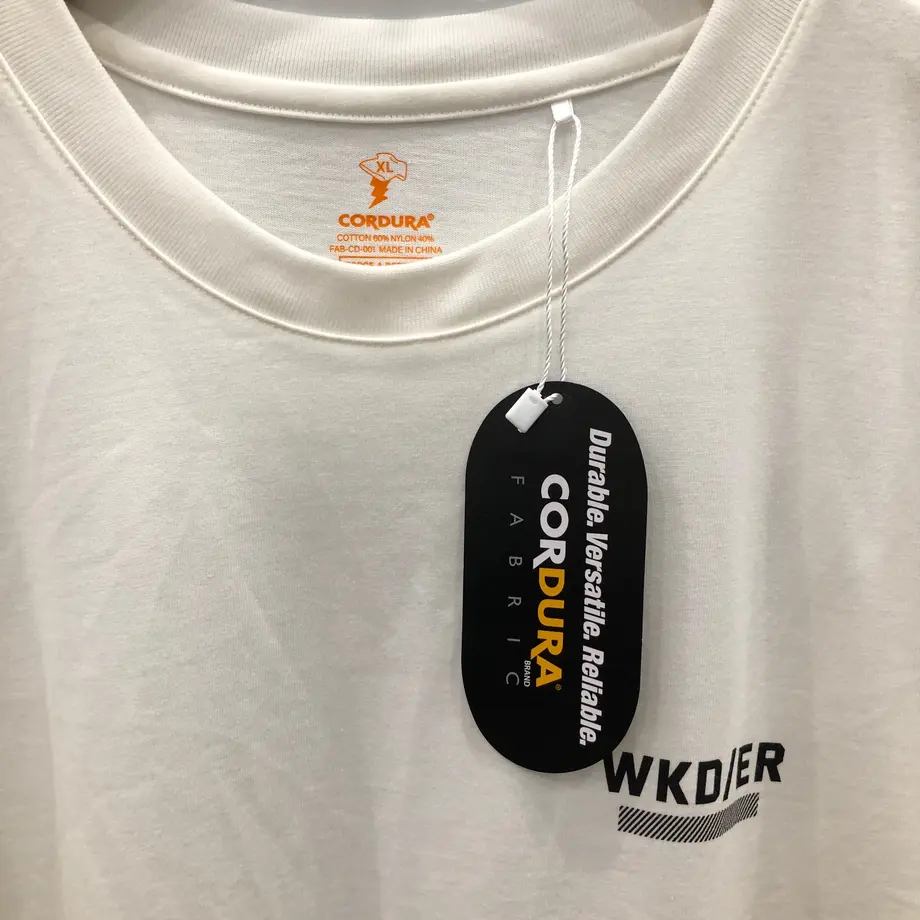 XL
CORDURA®
COTTON 60% NYLON 40%
FAB-CD-001 MADE IN CHINA
Durable. Versatile. Reliable.
CORDURA®
BRAND
FABRIC
WKD/ER